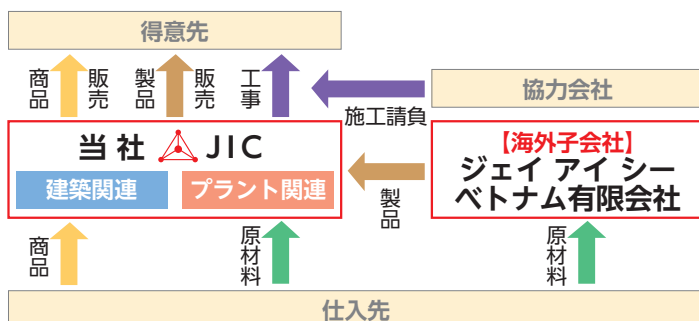 得意先
商品
販売
製品
販売
工事
施工請負
協力会社
当社 JIC
建築関連
プラント関連
製品
【海外子会社】
ジェイ アイ シー
ベトナム有限会社
商品
原材料
原材料
仕入先